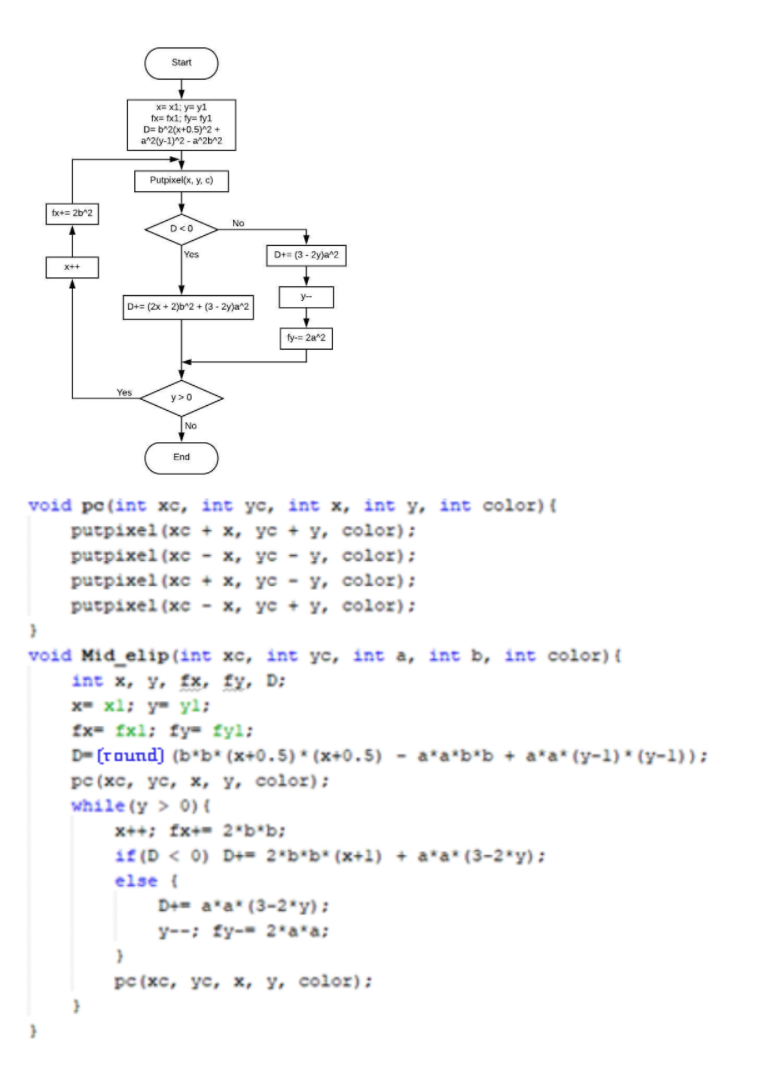 Start
x= x1; y= y1
fx= fx1; fy= fy1
D= b^2(x+0.5)^2 +
a^2(y-1)^2 - a^2b^2
Putpixel(x, y, c)
fx+= 2b^2
D < 0
No
Yes
D+= (3 - 2y)a^2
x++
y--
D+= (2x + 2)b^2 + (3 - 2y)a^2
fy-= 2a^2
Yes
y > 0
No
End
void pc(int xc, int yc, int x, int y, int color){
putpixel(xc + x, yc + y, color);
putpixel(xc - x, yc - y, color);
putpixel(xc + x, yc - y, color);
putpixel(xc - x, yc + y, color);
}
void Mid_elip(int xc, int yc, int a, int b, int color){
int x, y, fx, fy, D;
x= x1; y= y1;
fx= fx1; fy= fy1;
D=(round) (b*b*(x+0.5)*(x+0.5) - a*a*b*b + a*a*(y-1)*(y-1));
pc(xc, yc, x, y, color);
while(y > 0){
x++; fx+= 2*b*b;
if(D < 0) D+= 2*b*b*(x+1) + a*a*(3-2*y);
else {
D+= a*a*(3-2*y);
y--; fy-= 2*a*a;
}
pc(xc, yc, x, y, color);
}
}